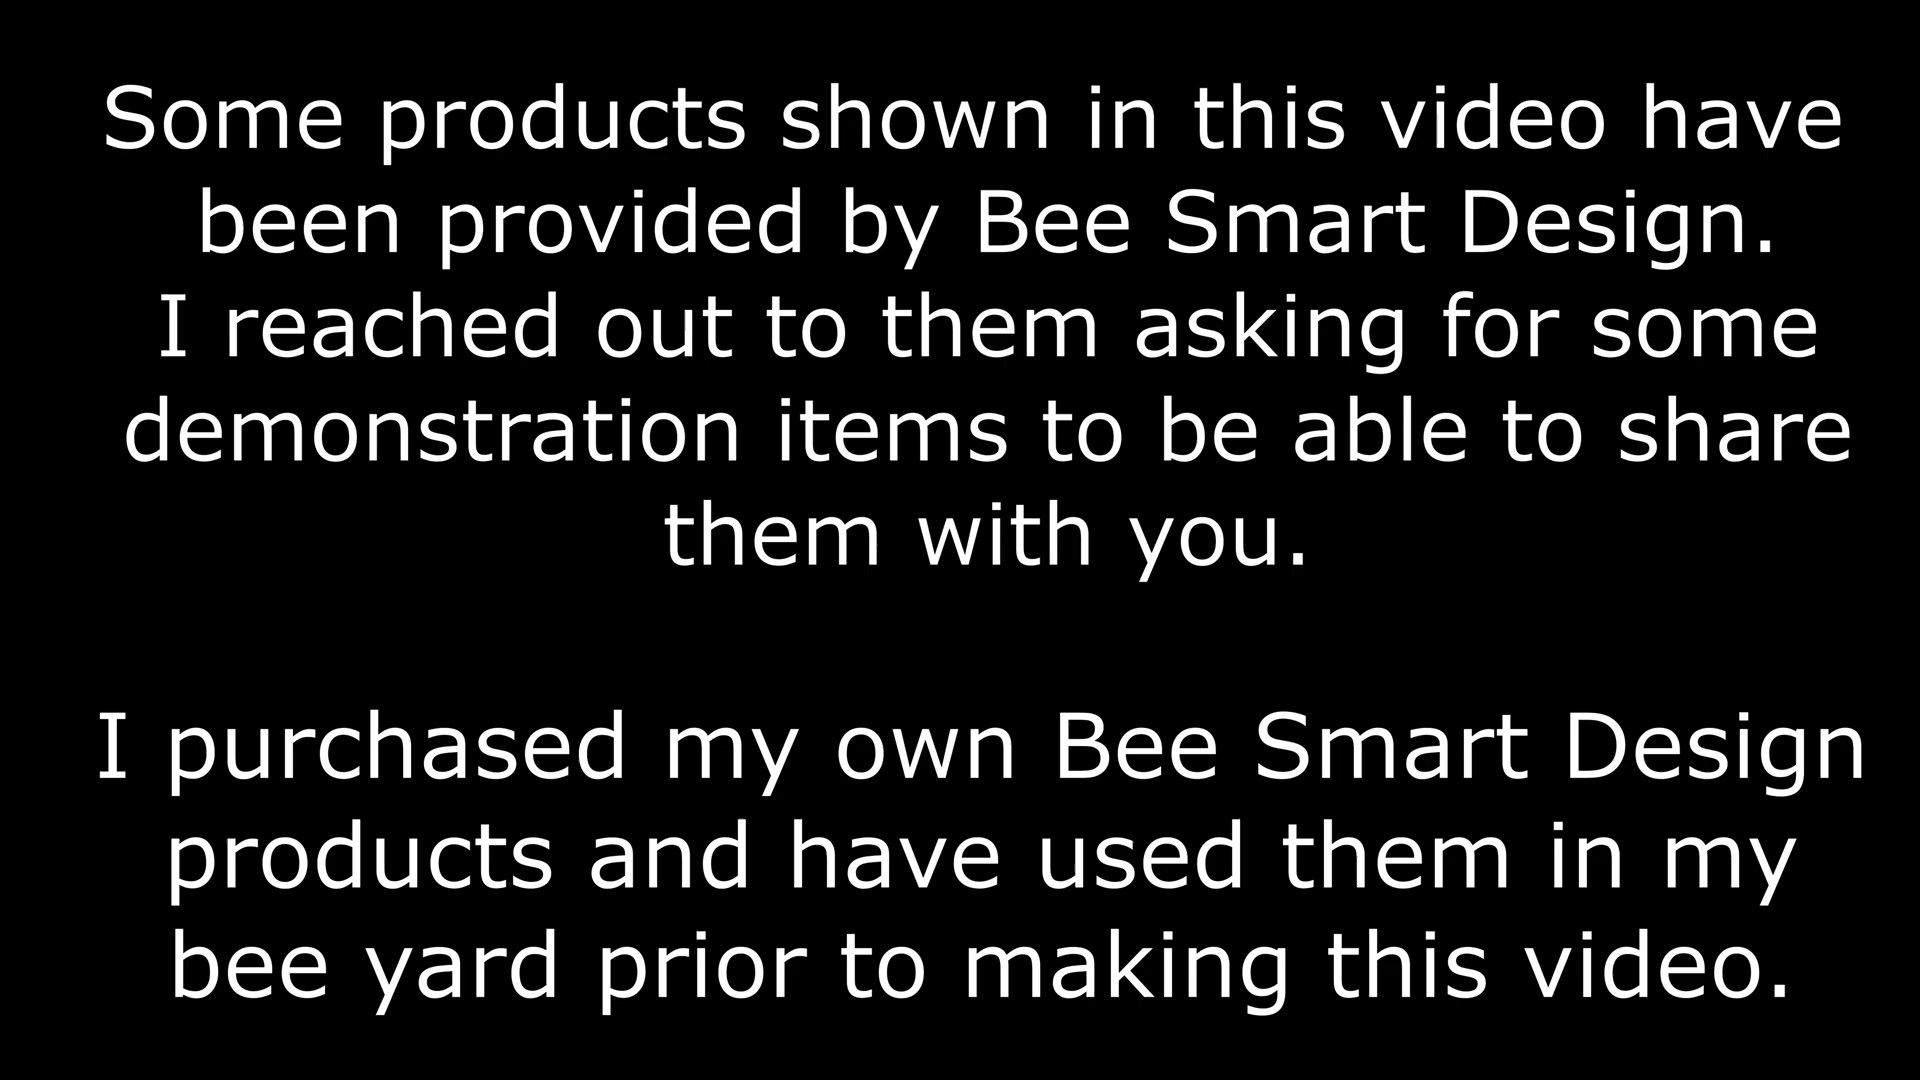 Some products shown in this video have
been provided by Bee Smart Design.
I reached out to them asking for some
demonstration items to be able to share
them with you.
I purchased my own Bee Smart Design
products and have used them in my
bee yard prior to making this video.